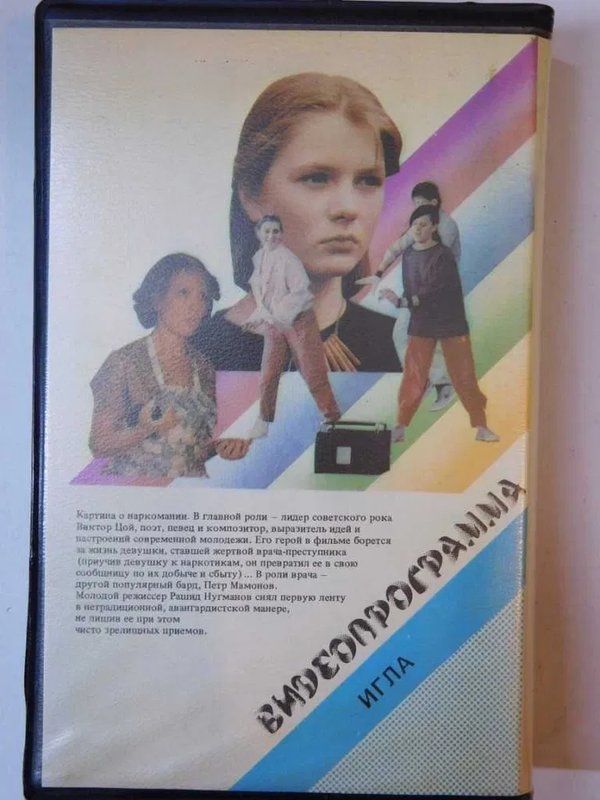 Картина о наркомании. В главной роли – лидер советского рока
Виктор Цой, поэт, певец и композитор, выразитель идей и
настроений современной молодежи. Его герой в фильме борется
за жизнь девушки, ставшей жертвой врача-преступника
(приучив девушку к наркотикам, он превратил ее в свою
сообщницу по их добыче и сбыту) ... В роли врача –
другой популярный бард, Петр Мамонов.
Молодой режиссер Рашид Нугманов снял первую ленту
в нетрадиционной, авангардистской манере,
не лишив ее при этом
чисто зрелищных приемов.
ВИДЕОПРОГРАММА
ИГЛА